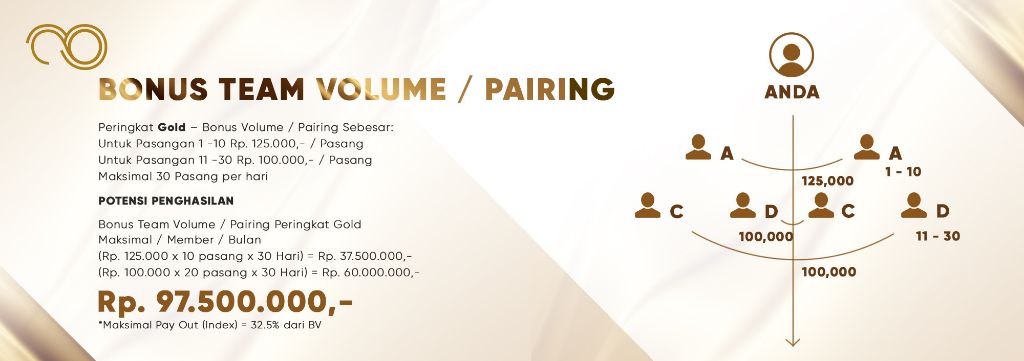 BONUS TEAM VOLUME / PAIRING
Peringkat Gold – Bonus Volume / Pairing Sebesar:
Untuk Pasangan 1 -10 Rp. 125.000,- / Pasang
Untuk Pasangan 11 -30 Rp. 100.000,- / Pasang
Maksimal 30 Pasang per hari
POTENSI PENGHASILAN
Bonus Team Volume / Pairing Peringkat Gold
Maksimal / Member / Bulan
(Rp. 125.000 x 10 pasang x 30 Hari) = Rp. 37.500.000,-
(Rp. 100.000 x 20 pasang x 30 Hari) = Rp. 60.000.000,-
Rp. 97.500.000,-
*Maksimal Pay Out (Index) = 32.5% dari BV
ANDA
A A
1 - 10
125,000
C D C D
100,000 11 - 30
100,000